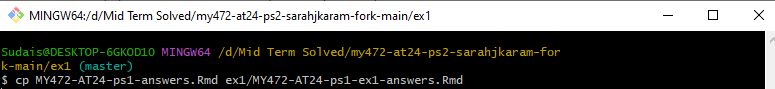 MINGW64:/d/Mid Term Solved/my472-at24-ps2-sarahjkaram-fork-main/ex1
Sudais@DESKTOP-6GKOD1O MINGW64 /d/Mid Term Solved/my472-at24-ps2-sarahjkaram-for
k-main/ex1 (master)
$ cp MY472-AT24-ps1-answers.Rmd ex1/MY472-AT24-ps1-ex1-answers.Rmd